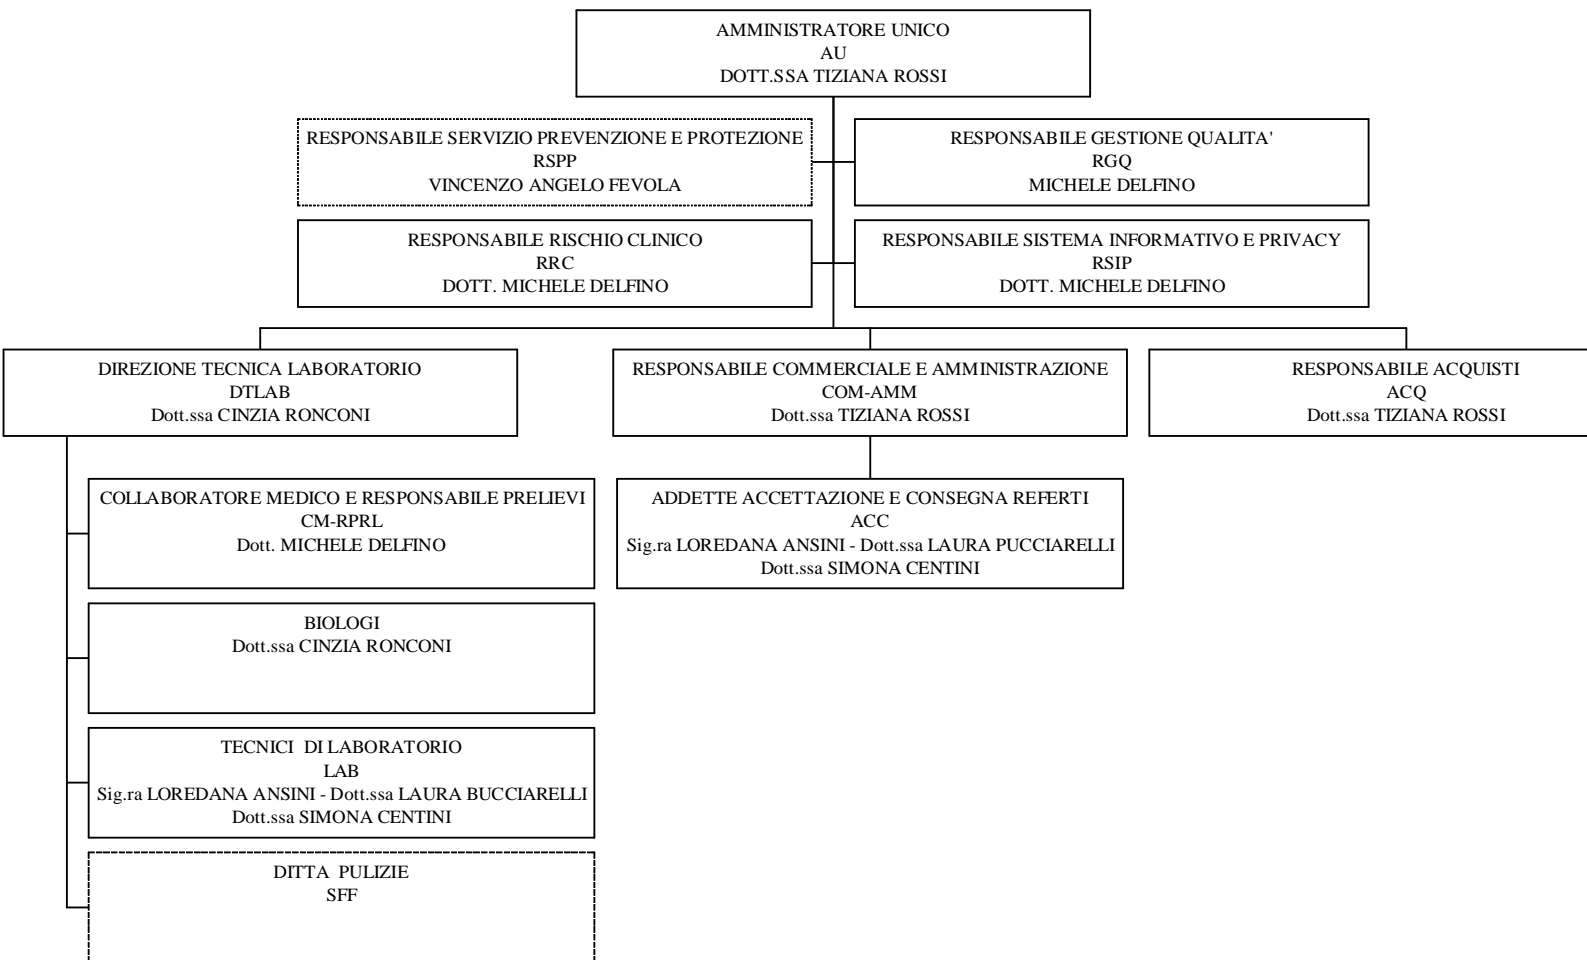 AMMINISTRATORE UNICO
AU
DOTT.SSA TIZIANA ROSSI
RESPONSABILE SERVIZIO PREVENZIONE E PROTEZIONE
RSPP
VINCENZO ANGELO FEVOLA
RESPONSABILE GESTIONE QUALITA'
RGQ
MICHELE DELFINO
RESPONSABILE RISCHIO CLINICO
RRC
DOTT. MICHELE DELFINO
RESPONSABILE SISTEMA INFORMATIVO E PRIVACY
RSIP
DOTT. MICHELE DELFINO
DIREZIONE TECNICA LABORATORIO
DTLAB
Dott.ssa CINZIA RONCONI
RESPONSABILE COMMERCIALE E AMMINISTRAZIONE
COM-AMM
Dott.ssa TIZIANA ROSSI
RESPONSABILE ACQUISTI
ACQ
Dott.ssa TIZIANA ROSSI
COLLABORATORE MEDICO E RESPONSABILE PRELIEVI
CM-RPRL
Dott. MICHELE DELFINO
ADDETTE ACCETTAZIONE E CONSEGNA REFERTI
ACC
Sig.ra LOREDANA ANSINI - Dott.ssa LAURA PUCCIARELLI
Dott.ssa SIMONA CENTINI
BIOLOGI
Dott.ssa CINZIA RONCONI
TECNICI DI LABORATORIO
LAB
Sig.ra LOREDANA ANSINI - Dott.ssa LAURA BUCCIARELLI
Dott.ssa SIMONA CENTINI
DITTA PULIZIE
SFF